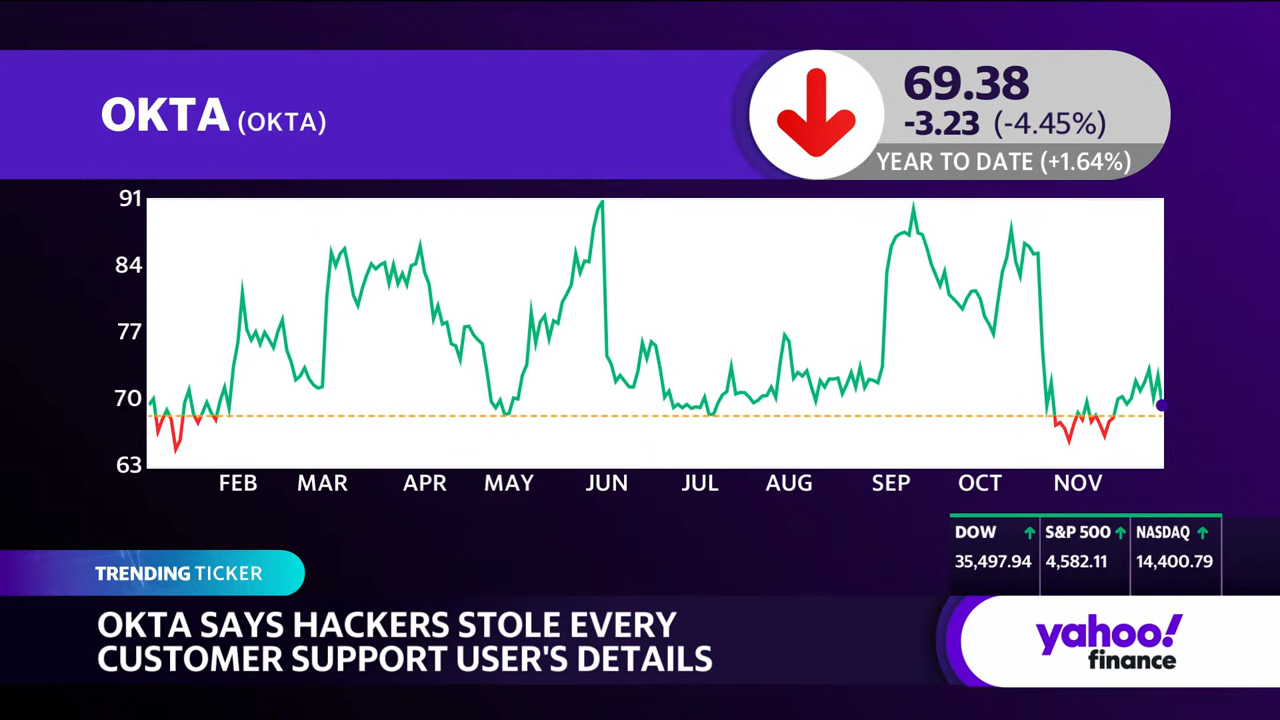 OKTA (OKTA)
69.38
-3.23 (-4.45%)
YEAR TO DATE (+1.64%)
91
84
77
70
63
FEB MAR APR MAY JUN JUL AUG SEP OCT NOV
DOW S&P 500 NASDAQ
35,497.94 4,582.11 14,400.79
TRENDING TICKER
OKTA SAYS HACKERS STOLE EVERY
CUSTOMER SUPPORT USER'S DETAILS
yahoo!
finance